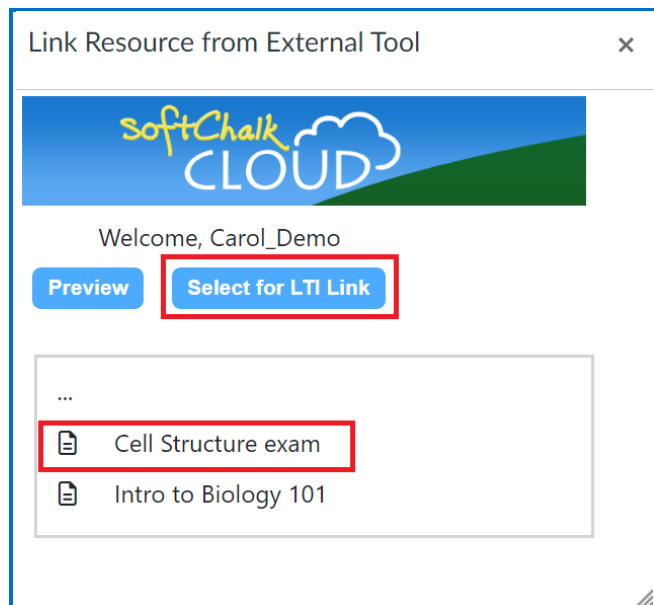 Link Resource from External Tool ×
softChalk
CLOUD
Welcome, Carol_Demo
Preview Select for LTI Link
...
Cell Structure exam
Intro to Biology 101